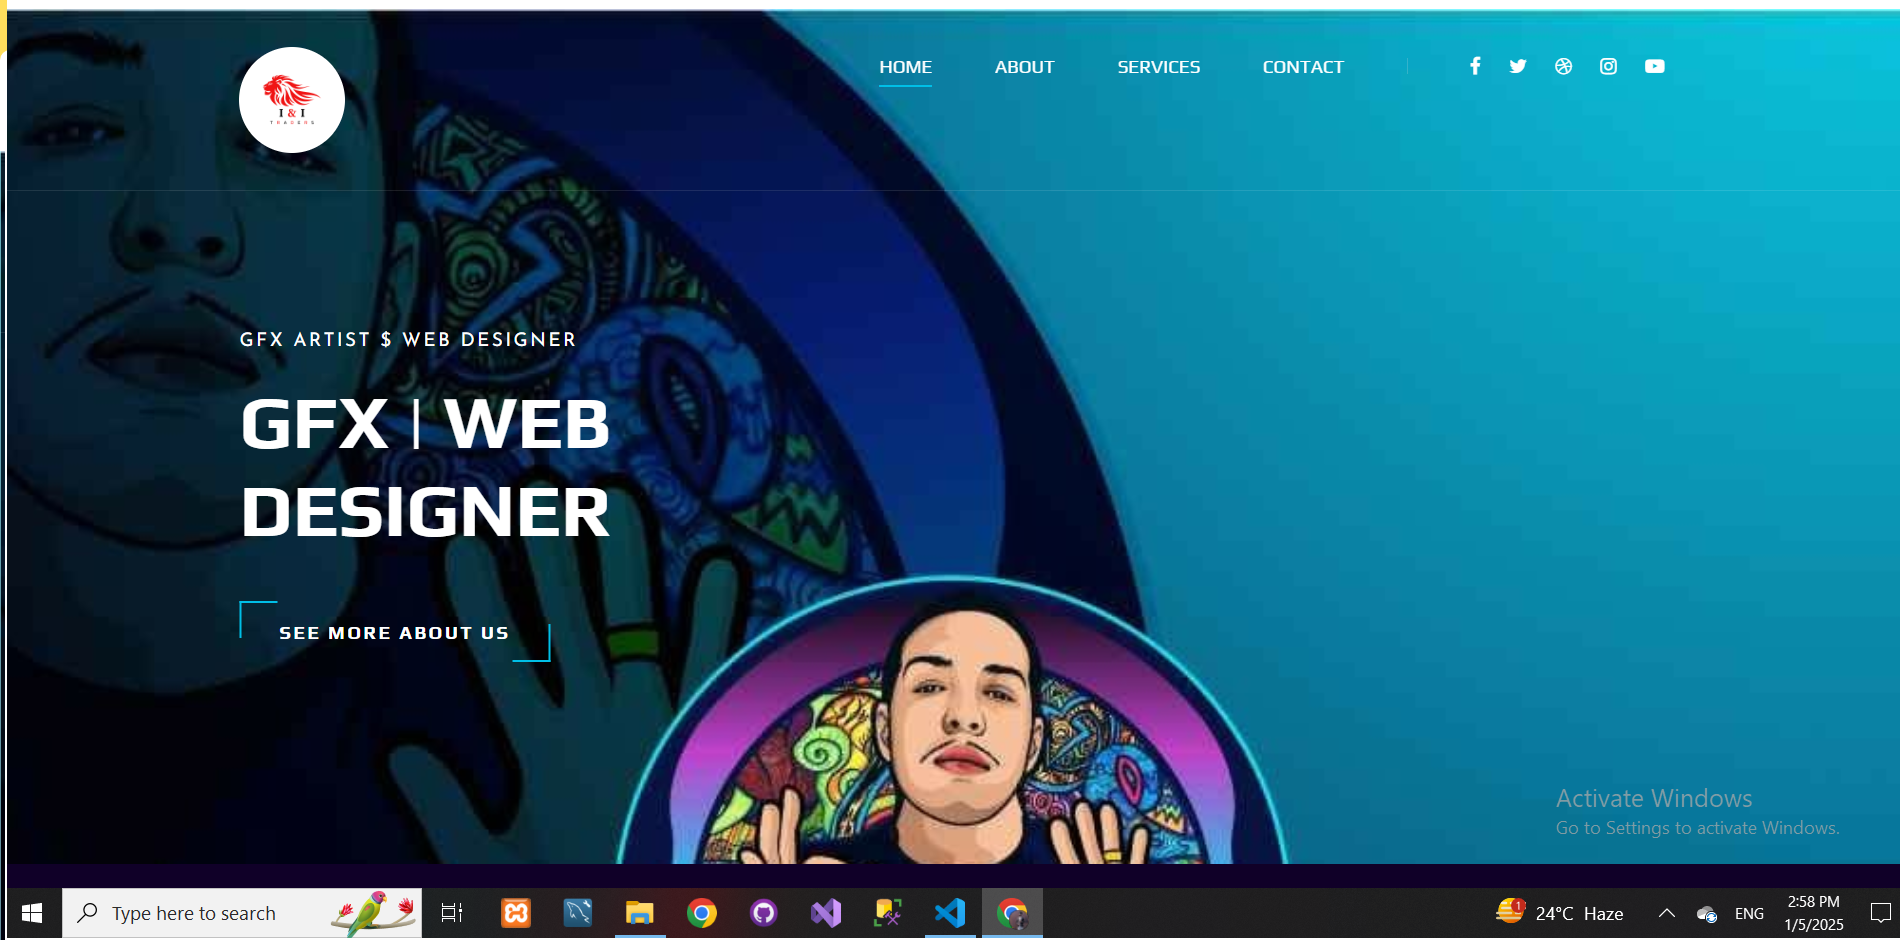 I & I
TRADERS
HOME ABOUT SERVICES CONTACT
GFX ARTIST $ WEB DESIGNER
GFX | WEB
DESIGNER
SEE MORE ABOUT US
Activate Windows
Go to Settings to activate Windows.
Type here to search
1
24°C Haze
ENG
2:58 PM
1/5/2025